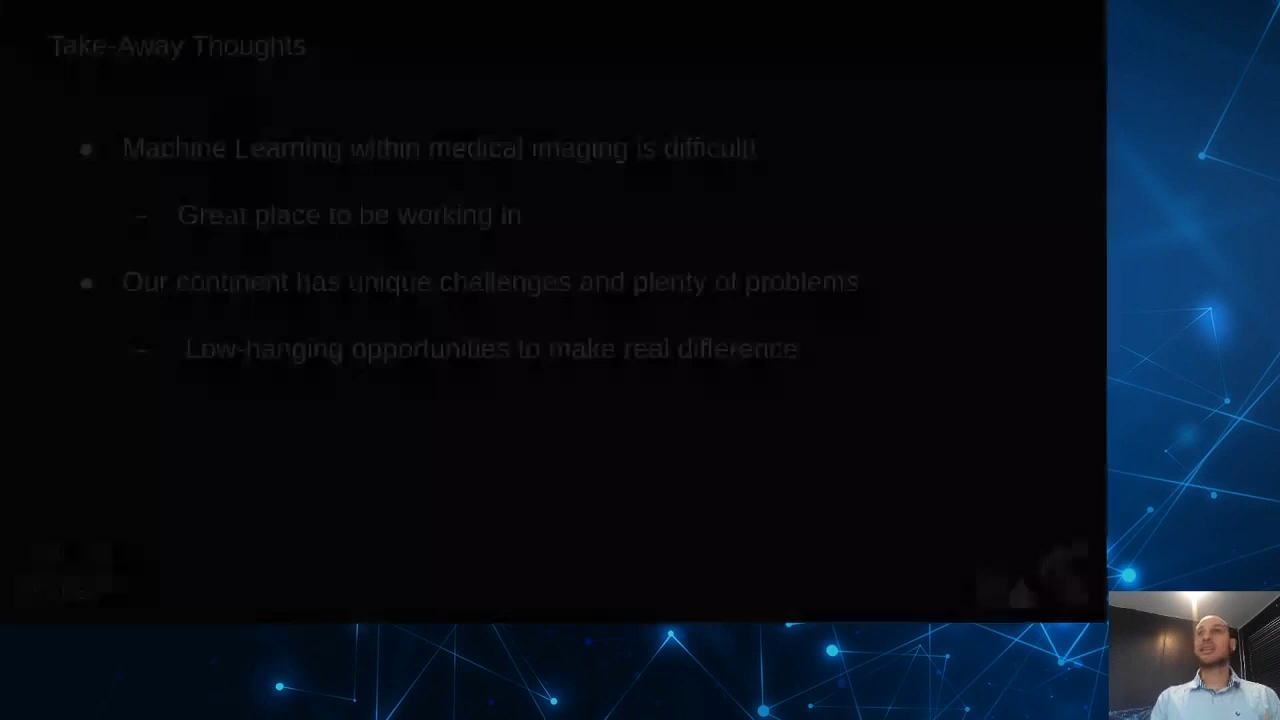 Take-Away Thoughts
● Machine Learning within medical imaging is difficult!
– Great place to be working in
● Our continent has unique challenges and plenty of problems
– Low-hanging opportunities to make real difference